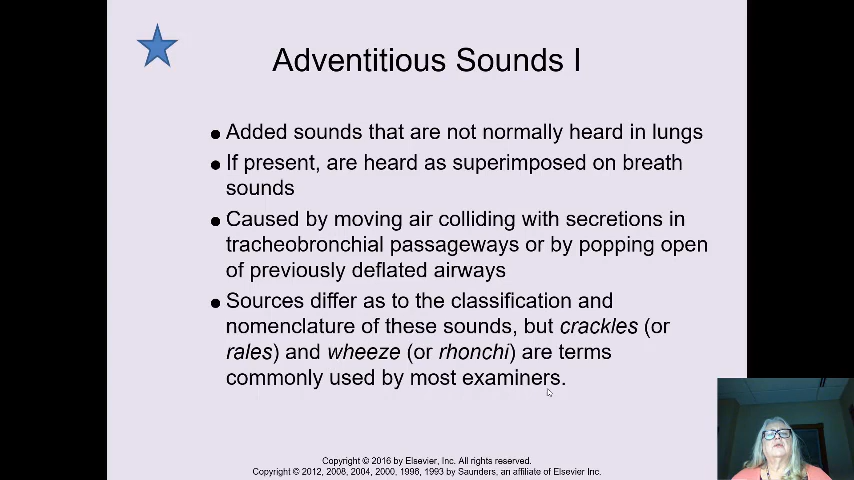 Adventitious Sounds I
● Added sounds that are not normally heard in lungs
● If present, are heard as superimposed on breath
sounds
● Caused by moving air colliding with secretions in
tracheobronchial passageways or by popping open
of previously deflated airways
● Sources differ as to the classification and
nomenclature of these sounds, but crackles (or
rales) and wheeze (or rhonchi) are terms
commonly used by most examiners.
Copyright © 2016 by Elsevier, Inc. All rights reserved.
Copyright © 2012, 2008, 2004, 2000, 1996, 1993 by Saunders, an affiliate of Elsevier Inc.